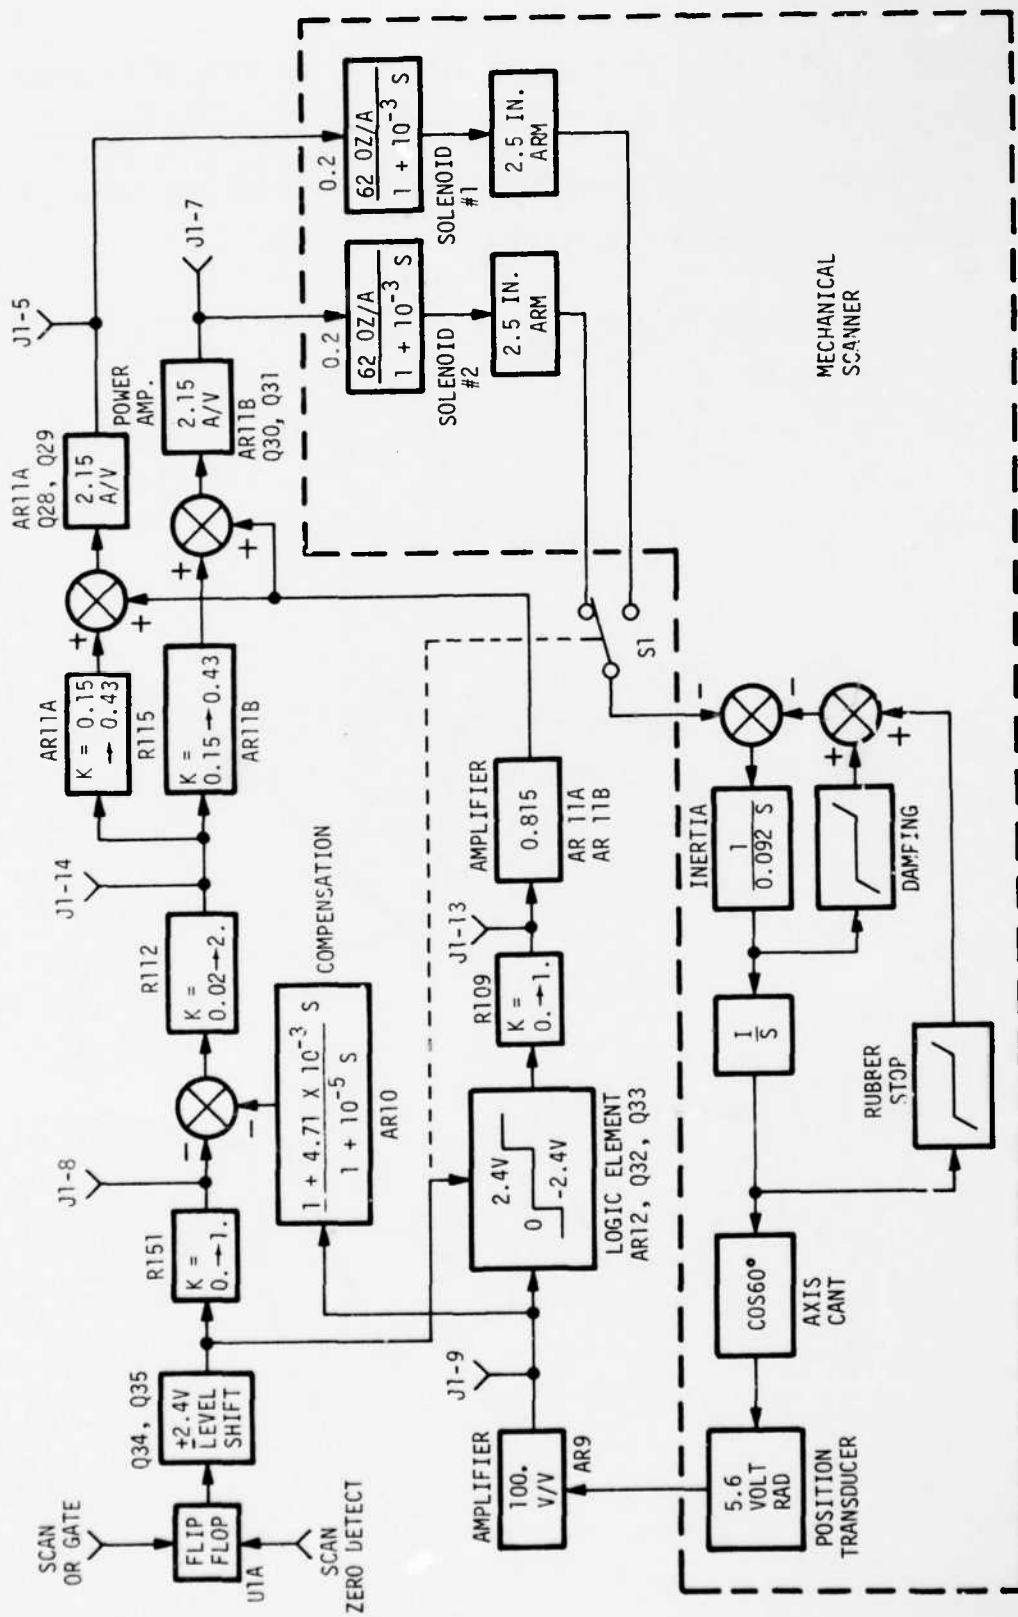 SCAN
OR GATE
FLIP
FLOP
U1A
SCAN
ZERO DETECT
Q34, Q35
±2.4V
LEVEL
SHIFT
R151
K =
0.→1.
J1-8
-
-
R112
K =
0.02→2.
J1-14
AR11A
K = 0.15
→ 0.43
R115
K =
0.15→0.43
AR11B
+
+
+
+
AR11A
Q28, Q29
2.15
A/V
POWER
AMP.
2.15
A/V
AR11B
Q30, Q31
J1-5
J1-7
COMPENSATION
1 + 4.71 X 10-3 S
1 + 10-5 S
AR10
AMPLIFIER
100.
V/V
AR9
J1-9
2.4V
0
-2.4V
LOGIC ELEMENT
AR12, Q32, Q33
R109
K =
0.→1.
J1-13
AMPLIFIER
0.815
AR 11A
AR 11B
0.2
62 OZ/A
1 + 10-3 S
SOLENOID
#1
2.5 IN.
ARM
0.2
62 OZ/A
1 + 10-3 S
SOLENOID
#2
2.5 IN.
ARM
S1
MECHANICAL
SCANNER
-
-
+
+
INERTIA
1
0.092 S
DAMPING
I
S
RUBBER
STOP
COS60°
AXIS
CANT
5.6
VOLT
RAD
POSITION
TRANSDUCER